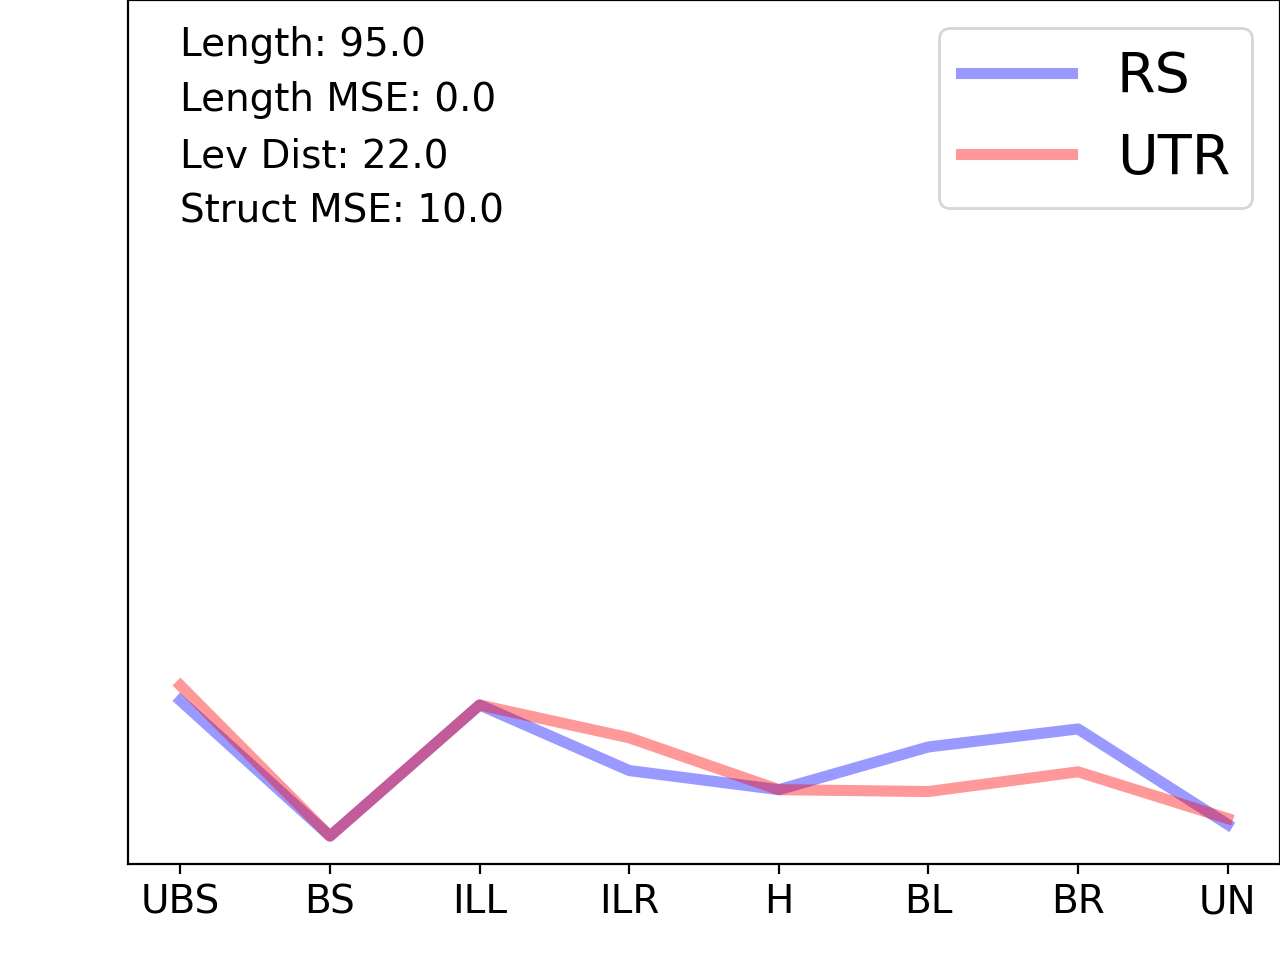 Length: 95.0
Length MSE: 0.0
Lev Dist: 22.0
Struct MSE: 10.0
RS
UTR
UBS BS ILL ILR H BL BR UN